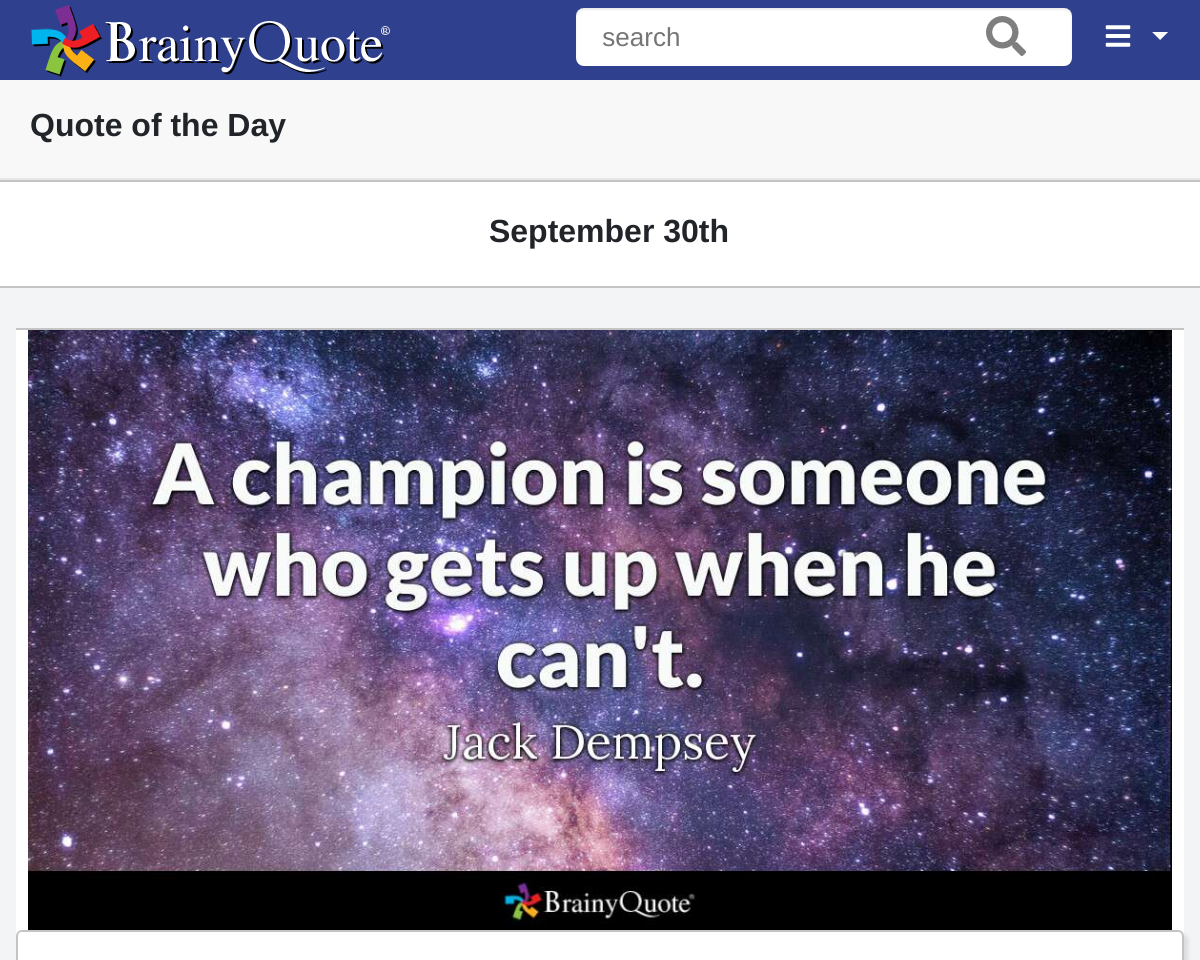 BrainyQuote®
search
Quote of the Day
September 30th
A champion is someone
who gets up when he
can't.
Jack Dempsey
BrainyQuote®